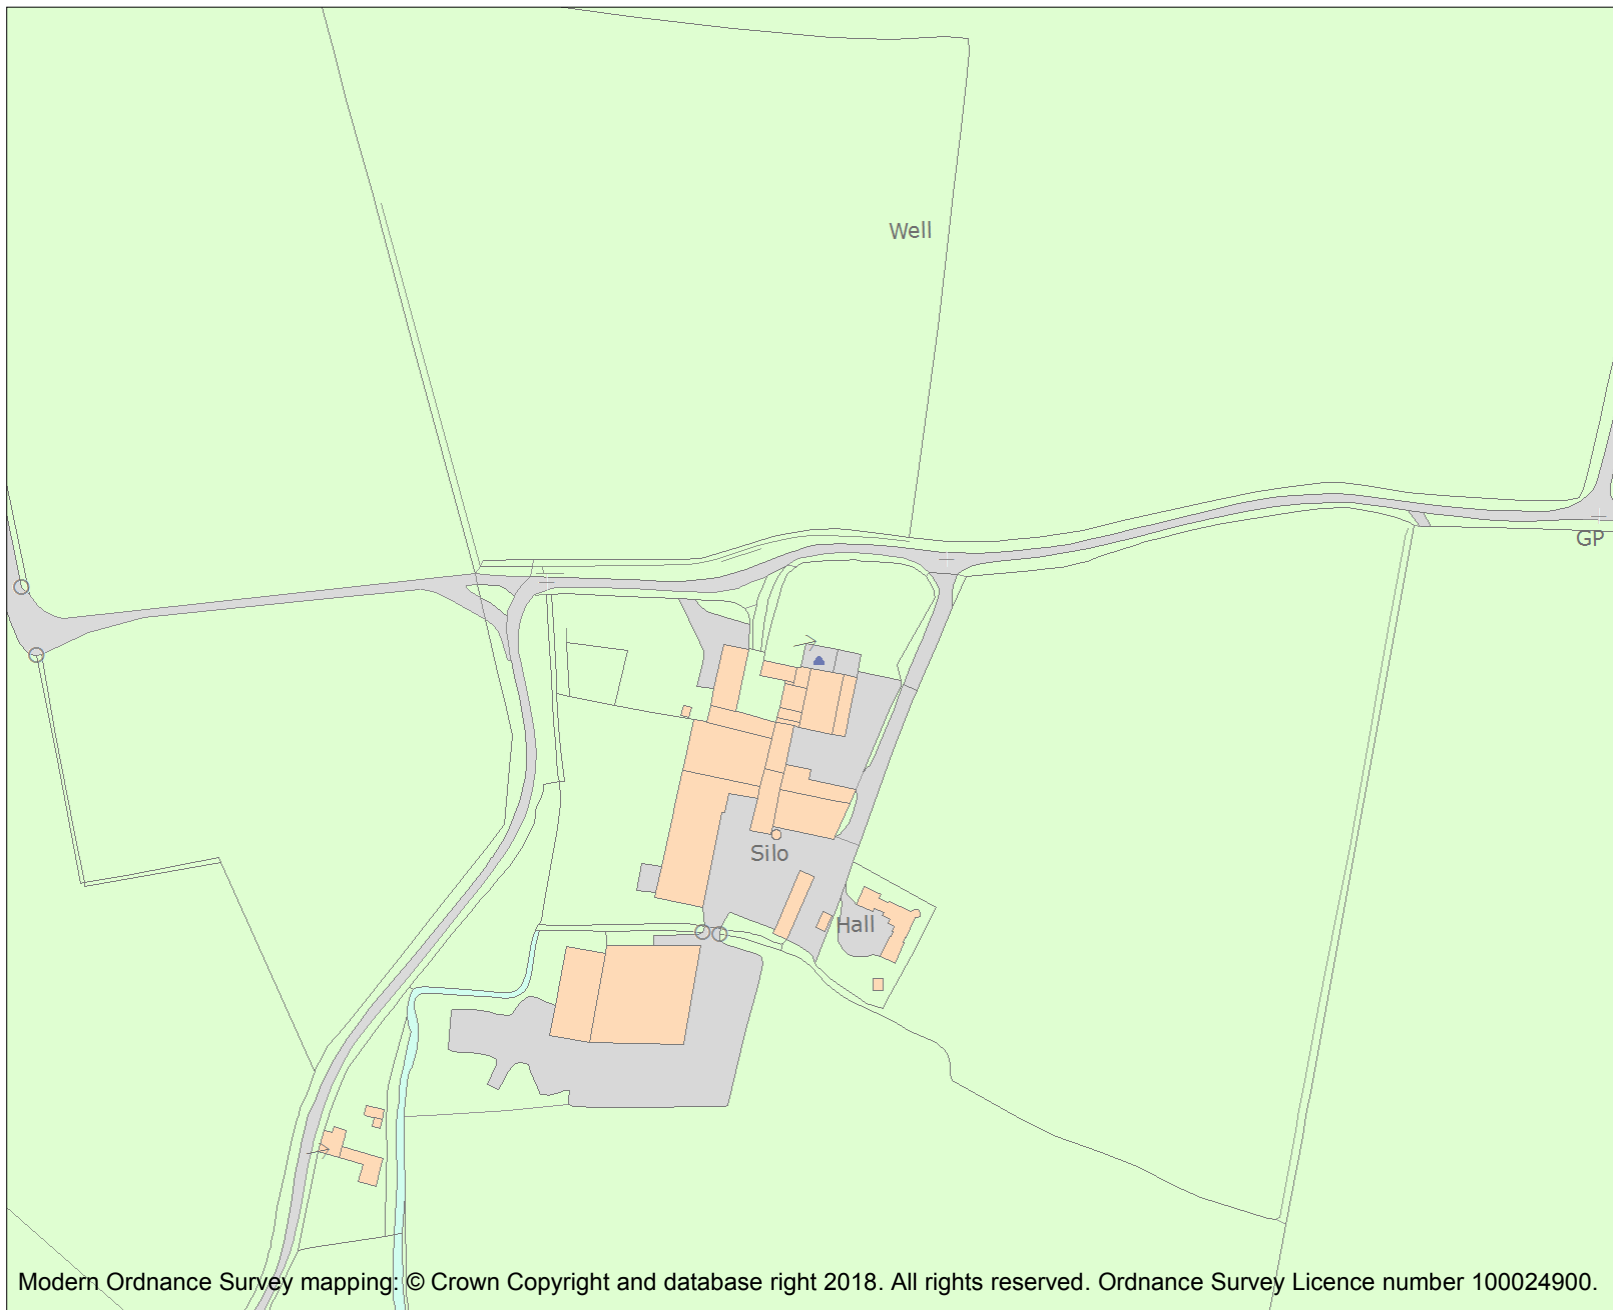 Well
GP
Silo
Hall
Modern Ordnance Survey mapping: © Crown Copyright and database right 2018. All rights reserved. Ordnance Survey Licence number 100024900.